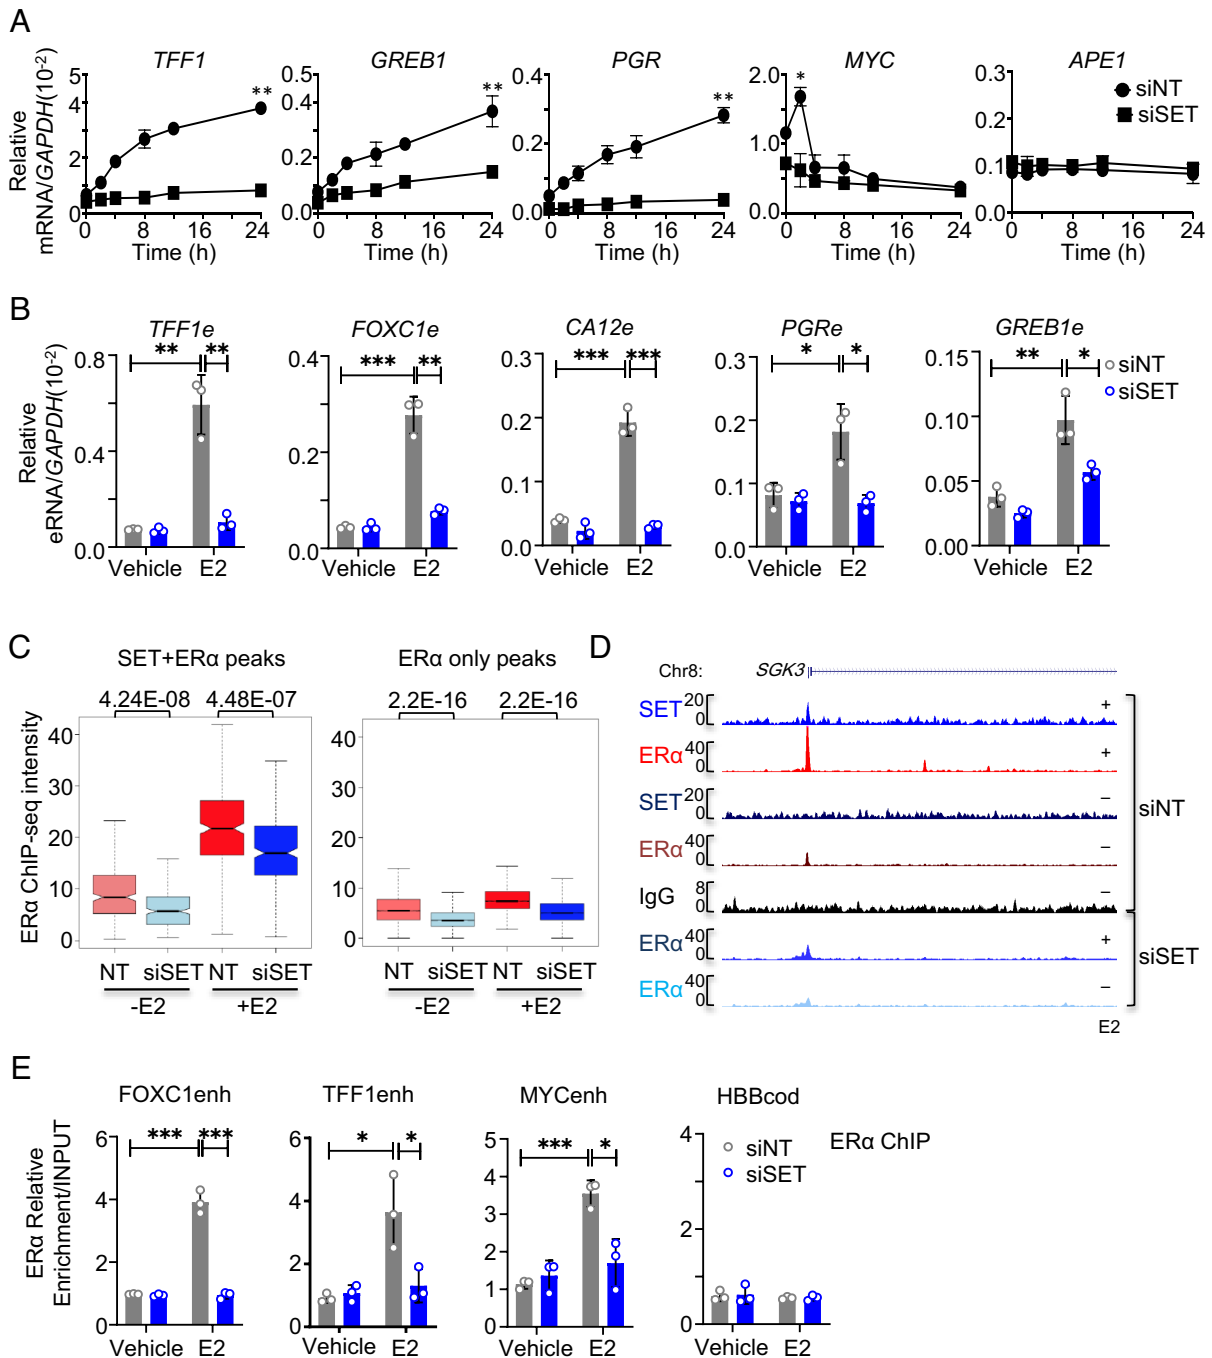 A
TFF1 GREB1 PGR MYC APE1
Relative
mRNA/GAPDH(10-2)
5 4 2 0
0.5 0.4 0.2 0.0
0.5 0.4 0.2 0.0
2.0 1.5 1.0 0.5 0.0
0.3 0.2 0.1 0.0
** ** ** *
siNT
siSET
0 8 16 24 0 8 16 24 0 8 16 24 0 8 16 24 0 8 16 24
Time (h) Time (h) Time (h) Time (h) Time (h)
B
TFF1e FOXC1e CA12e PGRe GREB1e
** ** *** ** *** *** * * ** *
Relative
eRNA/GAPDH(10-2)
0.8 0.4 0.0
0.4 0.2 0.0
0.3 0.2 0.1 0.0
0.3 0.2 0.1 0.0
0.15 0.10 0.05 0.00
siNT
siSET
Vehicle E2 Vehicle E2 Vehicle E2 Vehicle E2 Vehicle E2
C
SET+ERα peaks ERα only peaks
4.24E-08 4.48E-07 2.2E-16 2.2E-16
ERα ChIP-seq intensity
40 30 20 10 0
40 30 20 10 0
NT siSET NT siSET NT siSET NT siSET
-E2 +E2 -E2 +E2
D
Chr8: SGK3
SET 20 0 +
ERα 40 0 +
SET 20 0 –
ERα 40 0 –
IgG 8 0 –
ERα 40 0 +
ERα 40 0 –
siNT
siSET
E2
E
FOXC1enh TFF1enh MYCenh HBBcod
*** *** * * *** *
ERα Relative
Enrichment/INPUT
6 4 2 0
6 4 2 0
5 4 3 2 1 0
4 2 0
siNT
siSET
ERα ChIP
Vehicle E2 Vehicle E2 Vehicle E2 Vehicle E2